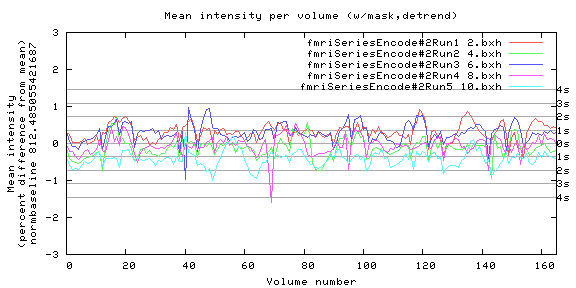 Mean intensity per volume (w/mask,detrend)
Mean intensity
(percent difference from mean)
normbaseline 812.485055421687
fmriSeriesEncode#2Run1 2.bxh
fmriSeriesEncode#2Run2 4.bxh
fmriSeriesEncode#2Run3 6.bxh
fmriSeriesEncode#2Run4 8.bxh
fmriSeriesEncode#2Run5 10.bxh
3
2
1
0
-1
-2
-3
4s
3s
2s
1s
0s
1s
2s
3s
4s
0 20 40 60 80 100 120 140 160
Volume number